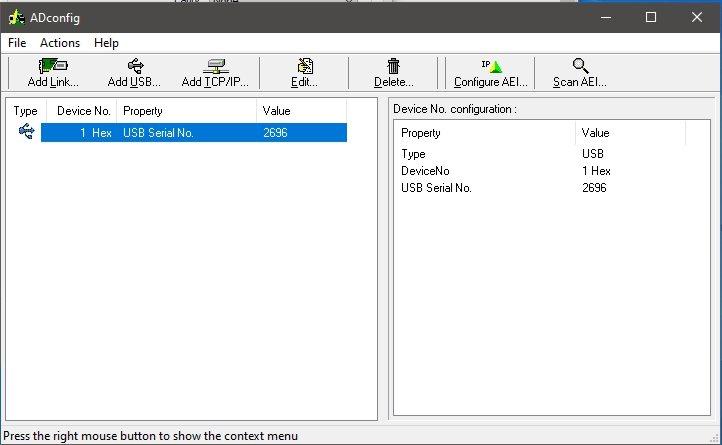 ADconfig
File Actions Help
Add Link... Add USB... Add TCP/IP... Edit... Delete... IP Configure AEI... Scan AEI...
Type Device No. Property Value
1 Hex USB Serial No. 2696
Device No. configuration :
Property Value
Type USB
DeviceNo 1 Hex
USB Serial No. 2696
Press the right mouse button to show the context menu